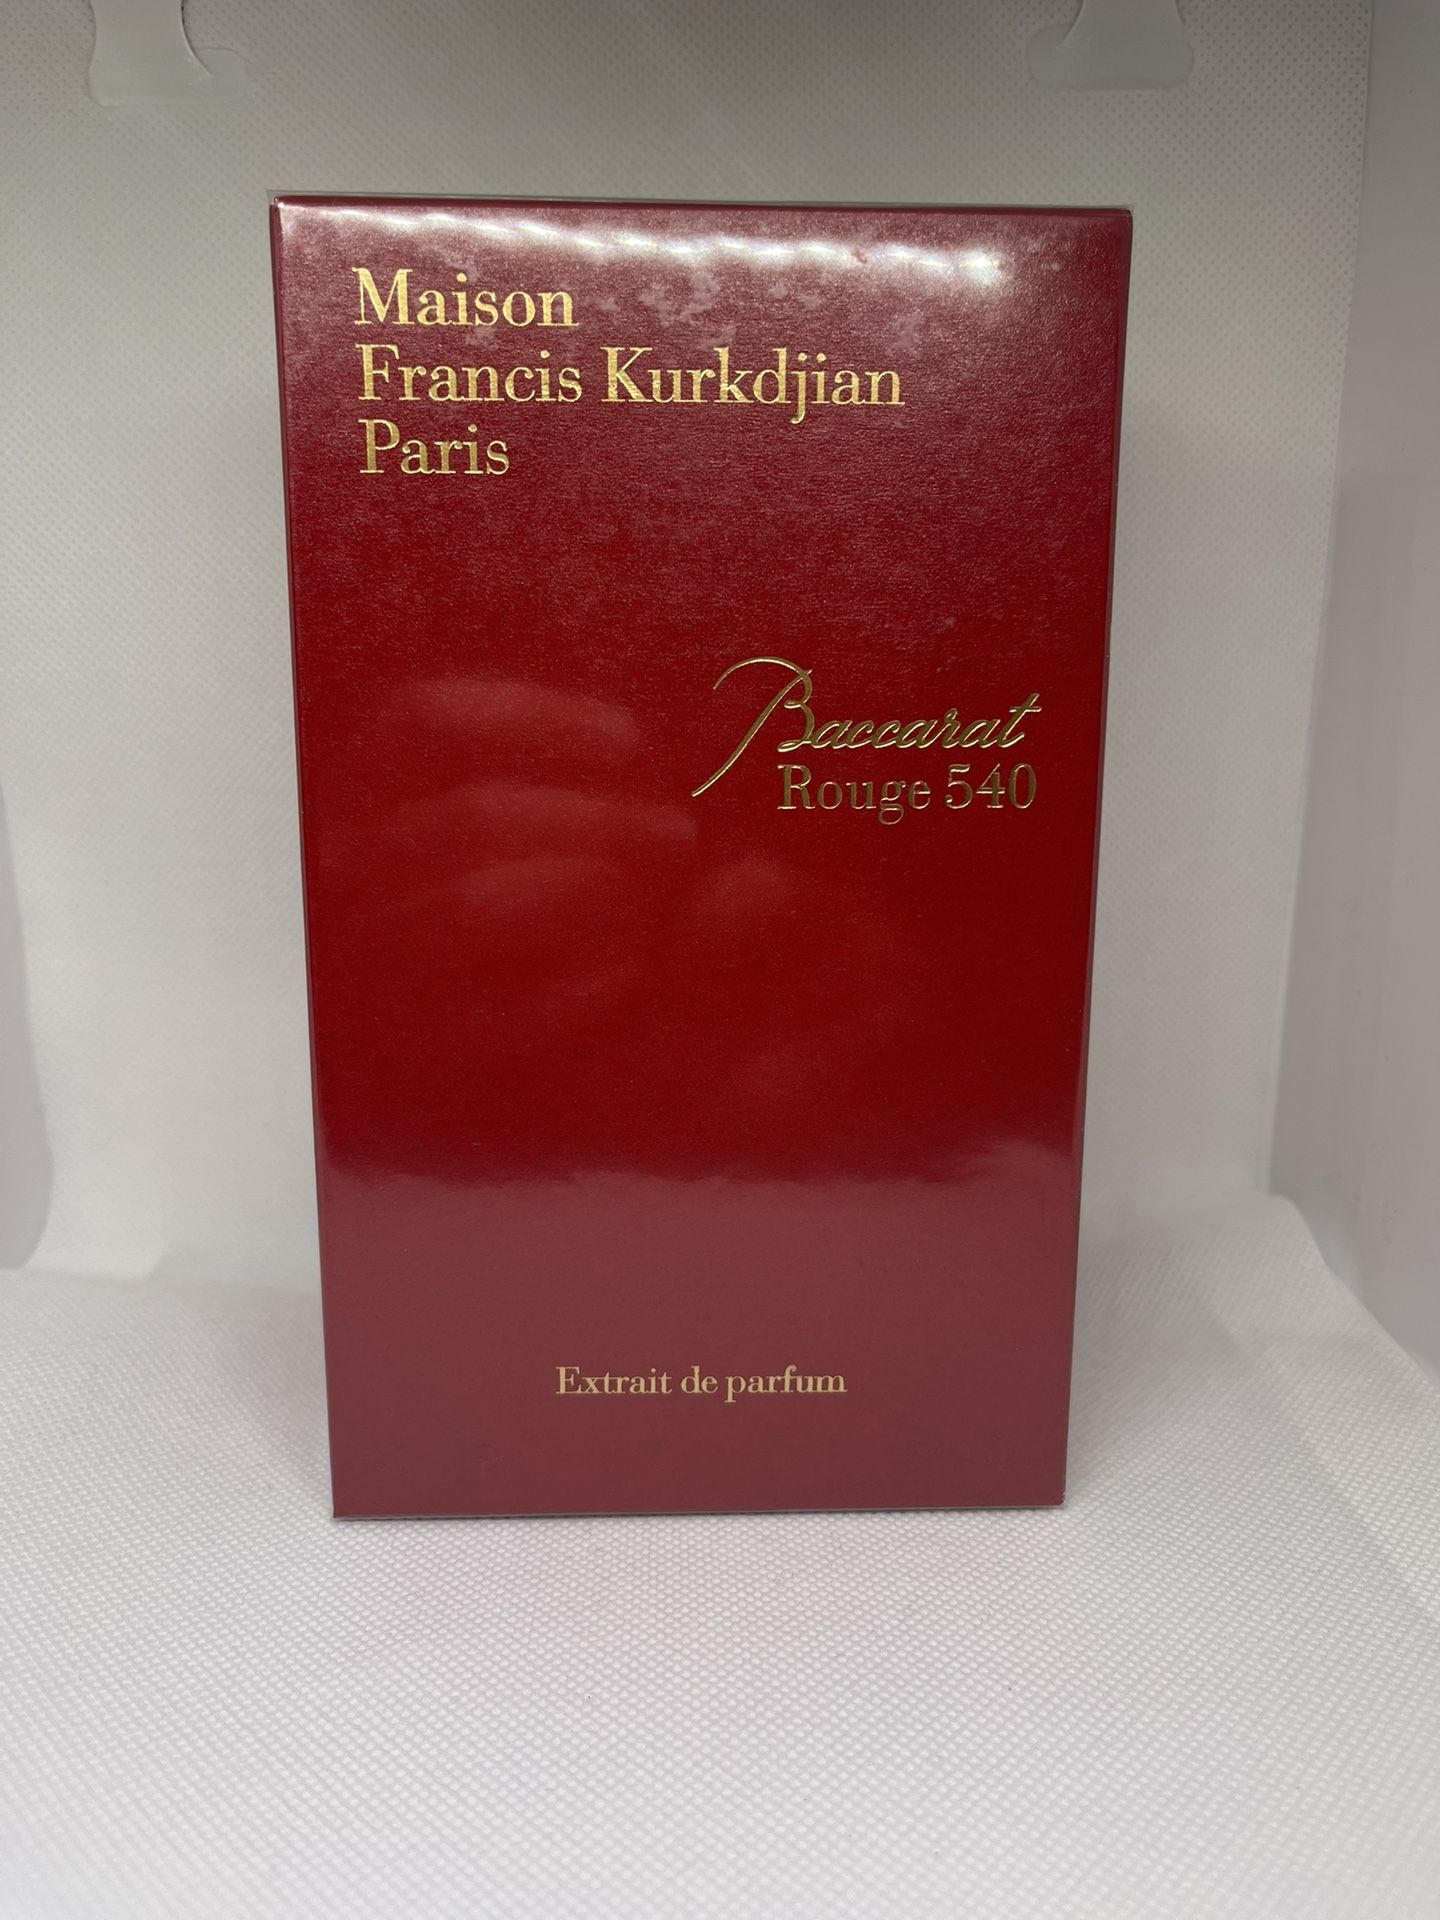 Maison
Francis Kurkdjian
Paris
Baccarat
Rouge 540
Extrait de parfum